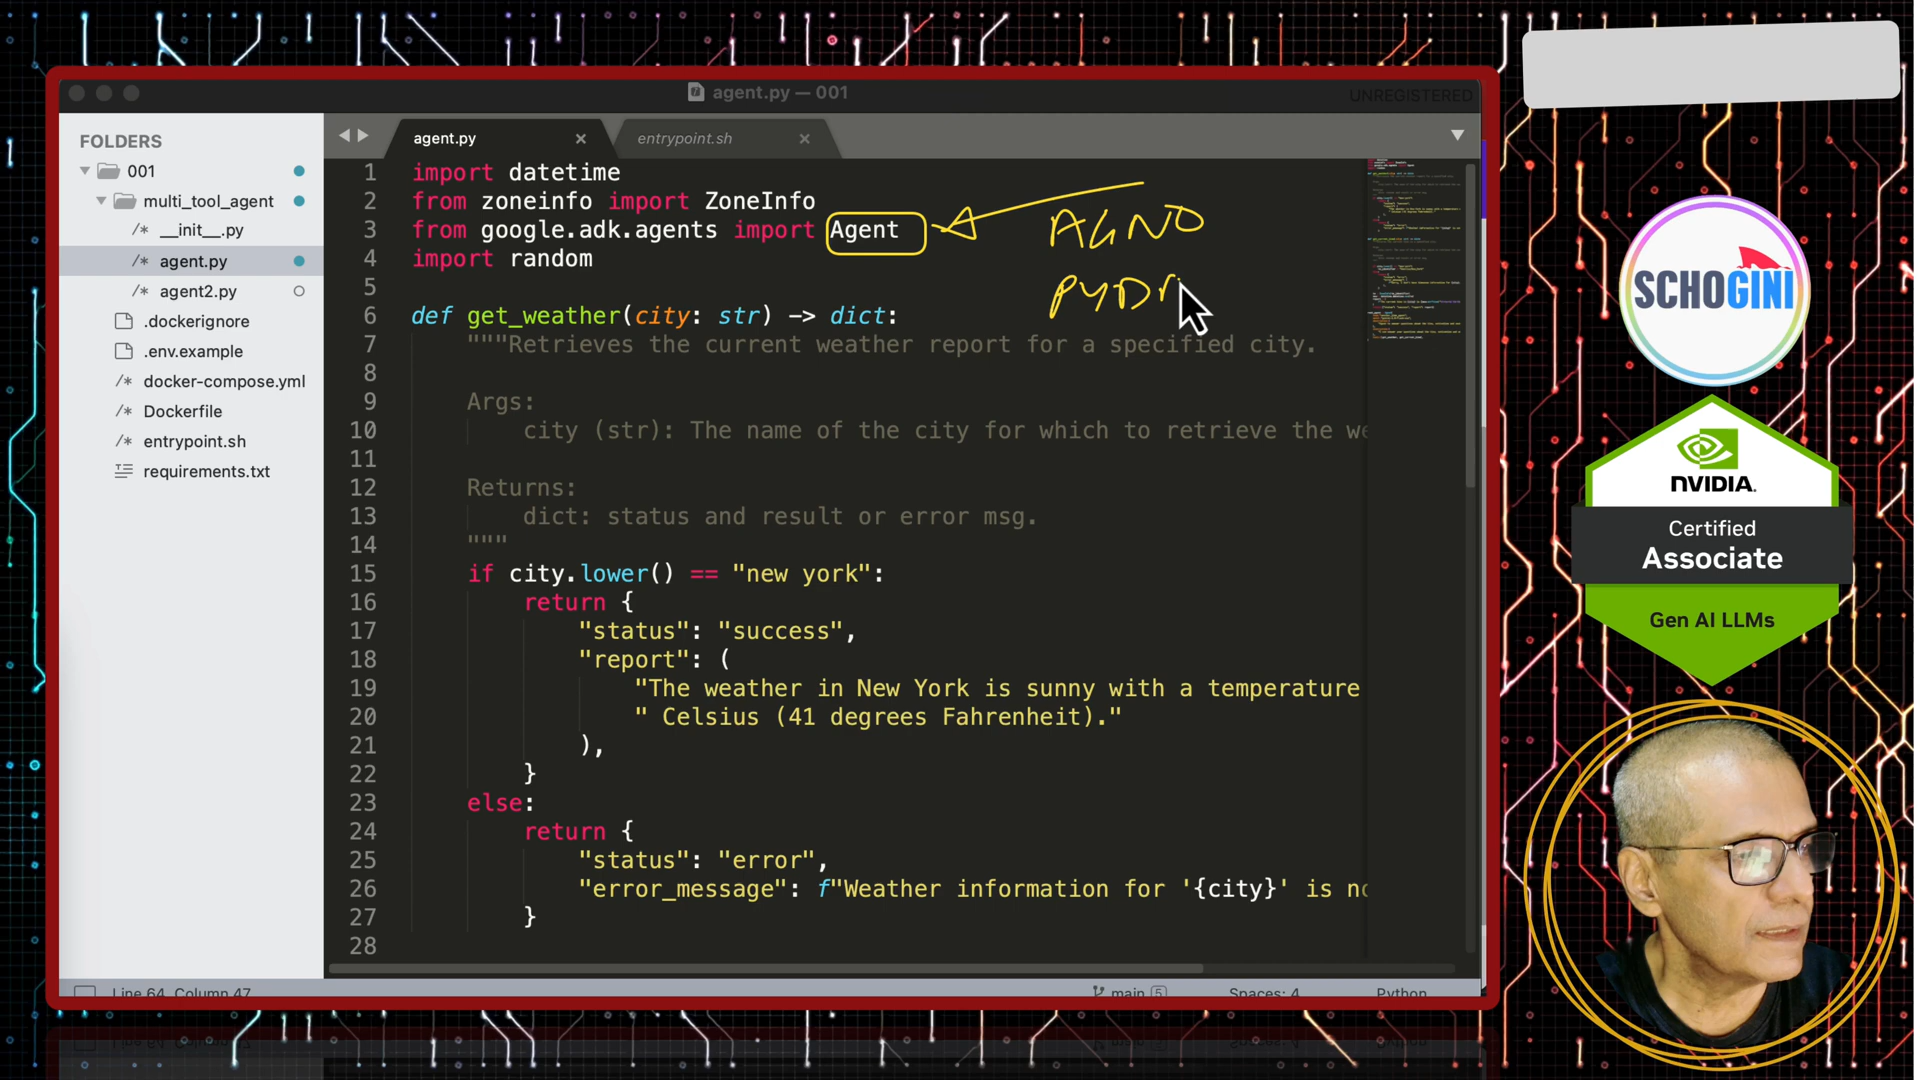 agent.py — 001
UNREGISTERED
FOLDERS
001
multi_tool_agent
__init__.py
agent.py
agent2.py
.dockerignore
.env.example
docker-compose.yml
Dockerfile
entrypoint.sh
requirements.txt
agent.py
entrypoint.sh
1 import datetime
2 from zoneinfo import ZoneInfo
3 from google.adk.agents import Agent
4 import random
5
6 def get_weather(city: str) -> dict:
7 """Retrieves the current weather report for a specified city.
8
9 Args:
10 city (str): The name of the city for which to retrieve the we
11
12 Returns:
13 dict: status and result or error msg.
14 """
15 if city.lower() == "new york":
16 return {
17 "status": "success",
18 "report": (
19 "The weather in New York is sunny with a temperature
20 " Celsius (41 degrees Fahrenheit)."
21 ),
22 }
23 else:
24 return {
25 "status": "error",
26 "error_message": f"Weather information for '{city}' is no
27 }
28
AGNO
PYD
Line 64, Column 47
main 5
Spaces: 4
Python
SCHOGINI
NVIDIA.
Certified
Associate
Gen AI LLMs